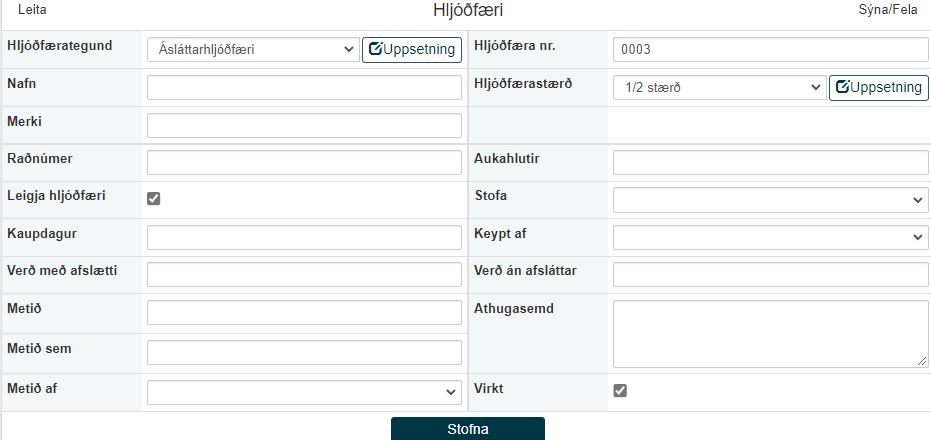 Leita Hljóðfæri Sýna/Fela
Hljóðfærategund Ásláttarhljóðfæri Uppsetning Hljóðfæra nr. 0003
Nafn Hljóðfærastærð 1/2 stærð Uppsetning
Merki
Raðnúmer Aukahlutir
Leigja hljóðfæri Stofa
Kaupdagur Keypt af
Verð með afslætti Verð án afsláttar
Metið Athugasemd
Metið sem
Metið af Virkt
Stofna